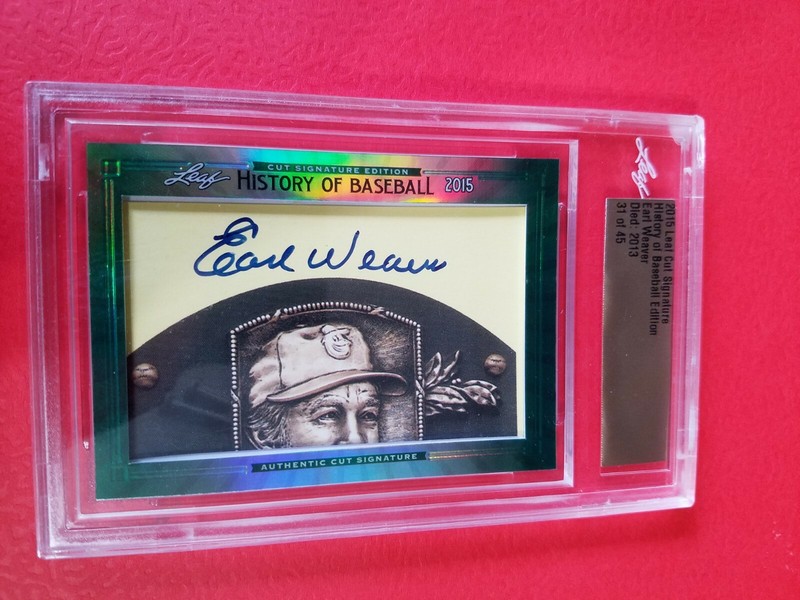 CUT SIGNATURE EDITION
Leaf HISTORY OF BASEBALL 2015
Earl Weaver
AUTHENTIC CUT SIGNATURE
Leaf
2015 Leaf Cut Signature
History of Baseball Edition
Earl Weaver
Died: 2013
31 of 45